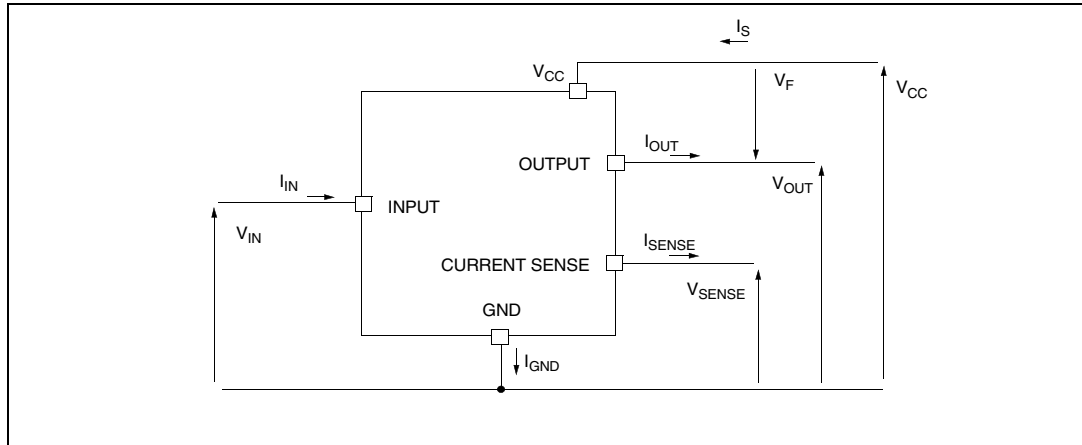 I_S
V_CC
V_F
V_CC
I_OUT
OUTPUT
V_OUT
I_IN
INPUT
V_IN
I_SENSE
CURRENT SENSE
V_SENSE
GND
I_GND